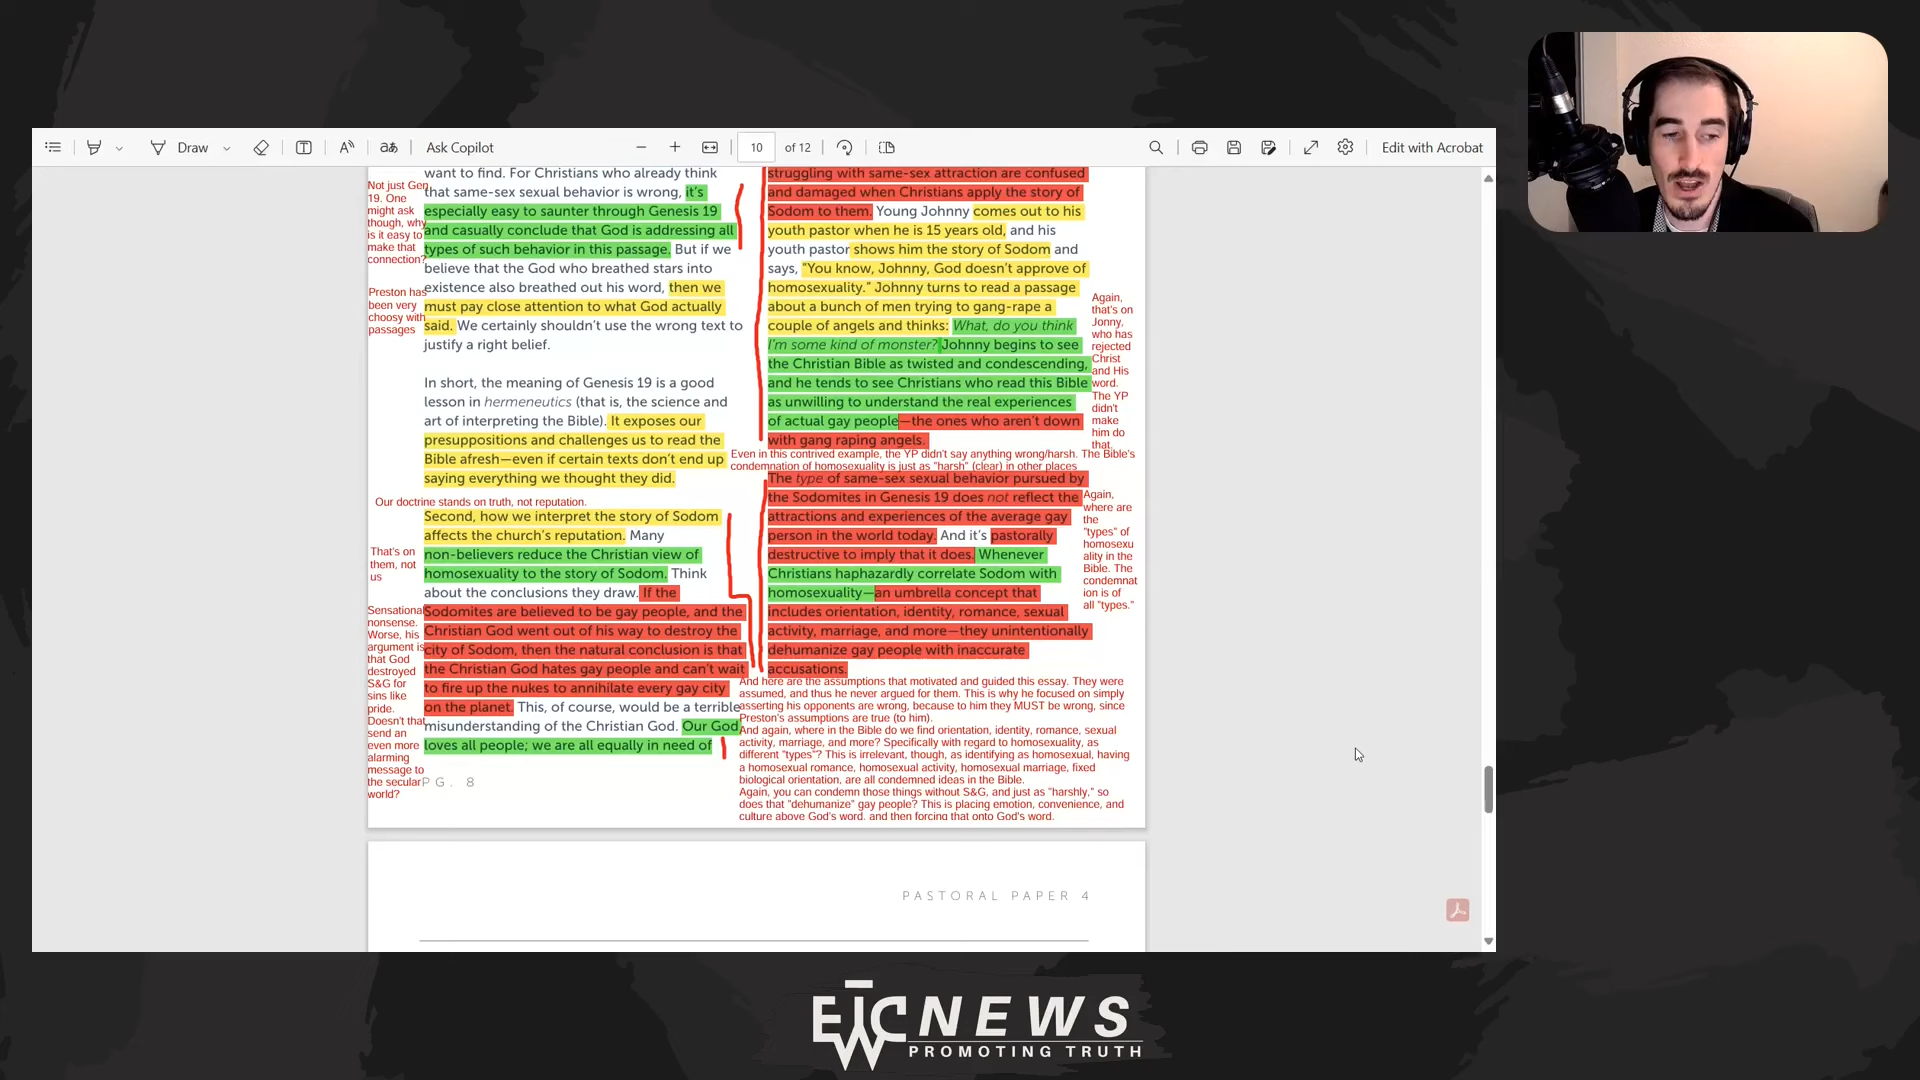 Ask Copilot
Draw
10
of 12
Edit with Acrobat
want to find. For Christians who already think
that same-sex sexual behavior is wrong, it's
especially easy to saunter through Genesis 19
and casually conclude that God is addressing all
types of such behavior in this passage. But if we
believe that the God who breathed stars into
existence also breathed out his word, then we
must pay close attention to what God actually
said. We certainly shouldn't use the wrong text to
justify a right belief.
In short, the meaning of Genesis 19 is a good
lesson in hermeneutics (that is, the science and
art of interpreting the Bible). It exposes our
presuppositions and challenges us to read the
Bible afresh—even if certain texts don't end up
saying everything we thought they did.
Our doctrine stands on truth, not reputation.
Second, how we interpret the story of Sodom
affects the church's reputation. Many
non-believers reduce the Christian view of
homosexuality to the story of Sodom. Think
about the conclusions they draw. If the
Sodomites are believed to be gay people, and the
Christian God went out of his way to destroy the
city of Sodom, then the natural conclusion is that
the Christian God hates gay people and can't wait
to fire up the nukes to annihilate every gay city
on the planet. This, of course, would be a terrible
misunderstanding of the Christian God. Our God
loves all people; we are all equally in need of
PG. 8
Not just Gen
19. One
might ask
though, why
is it easy to
make that
connection?
Preston has
been very
choosy with
passages
That's on
them, not
us
Sensational
nonsense.
Worse, his
argument is
that God
destroyed
S&G for
sins like
pride.
Doesn't that
send an
even more
alarming
message to
the secular
world?
struggling with same-sex attraction are confused
and damaged when Christians apply the story of
Sodom to them. Young Johnny comes out to his
youth pastor when he is 15 years old, and his
youth pastor shows him the story of Sodom and
says, "You know, Johnny, God doesn't approve of
homosexuality." Johnny turns to read a passage
about a bunch of men trying to gang-rape a
couple of angels and thinks: What, do you think
I'm some kind of monster? Johnny begins to see
the Christian Bible as twisted and condescending,
and he tends to see Christians who read this Bible
as unwilling to understand the real experiences
of actual gay people—the ones who aren't down
with gang raping angels.
Even in this contrived example, the YP didn't say anything wrong/harsh. The Bible's
condemnation of homosexuality is just as "harsh" (clear) in other places
The type of same-sex sexual behavior pursued by
the Sodomites in Genesis 19 does not reflect the
attractions and experiences of the average gay
person in the world today. And it's pastorally
destructive to imply that it does. Whenever
Christians haphazardly correlate Sodom with
homosexuality—an umbrella concept that
includes orientation, identity, romance, sexual
activity, marriage, and more—they unintentionally
dehumanize gay people with inaccurate
accusations.
And here are the assumptions that motivated and guided this essay. They were
assumed, and thus he never argued for them. This is why he focused on simply
asserting his opponents are wrong, because to him they MUST be wrong, since
Preston's assumptions are true (to him).
And again, where in the Bible do we find orientation, identity, romance, sexual
activity, marriage, and more? Specifically with regard to homosexuality, as
different "types"? This is irrelevant, though, as identifying as homosexual, having
a homosexual romance, homosexual activity, homosexual marriage, fixed
biological orientation, are all condemned ideas in the Bible.
Again, you can condemn those things without S&G, and just as "harshly," so
does that "dehumanize" gay people? This is placing emotion, convenience, and
culture above God's word, and then forcing that onto God's word.
Again,
that's on
Jonny,
who has
rejected
Christ
and His
word.
The YP
didn't
make
him do
that.
Again,
where are
the
"types" of
homosexu
ality in the
Bible. The
condemnat
ion is of
all "types."
PASTORAL PAPER 4
EWC NEWS
PROMOTING TRUTH